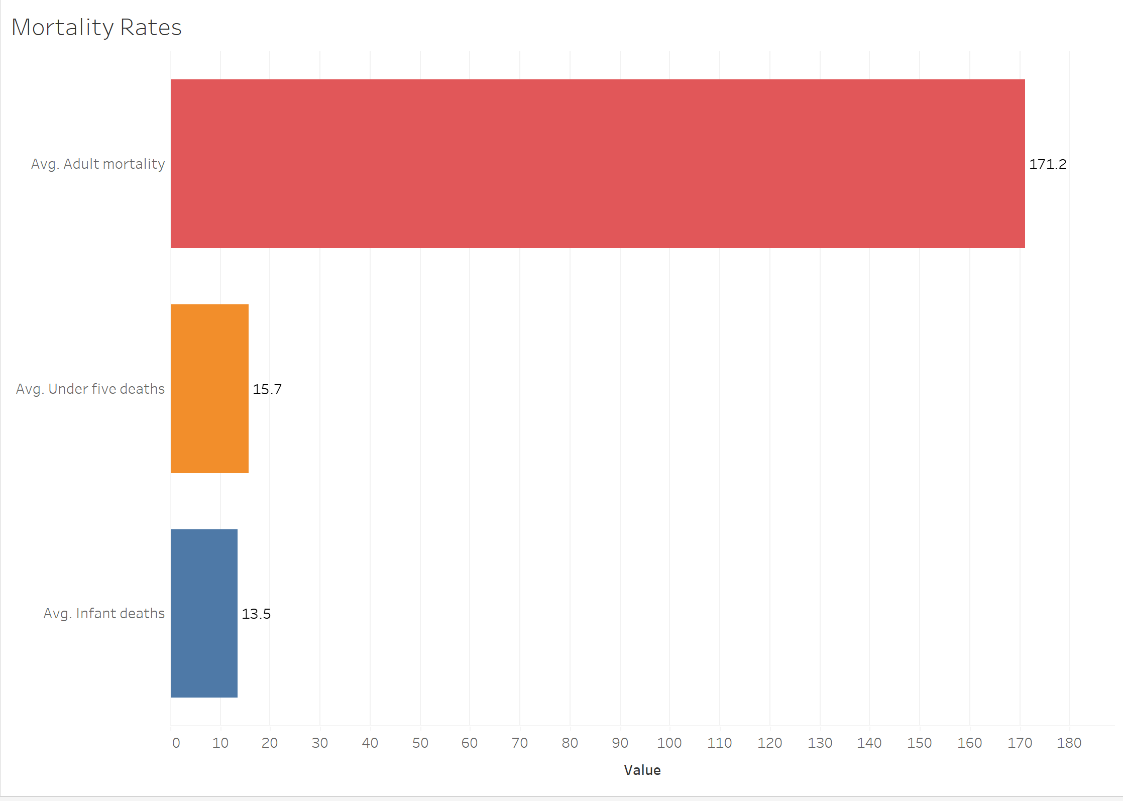 Mortality Rates
Avg. Adult mortality
171.2
Avg. Under five deaths
15.7
Avg. Infant deaths
13.5
0 10 20 30 40 50 60 70 80 90 100 110 120 130 140 150 160 170 180
Value